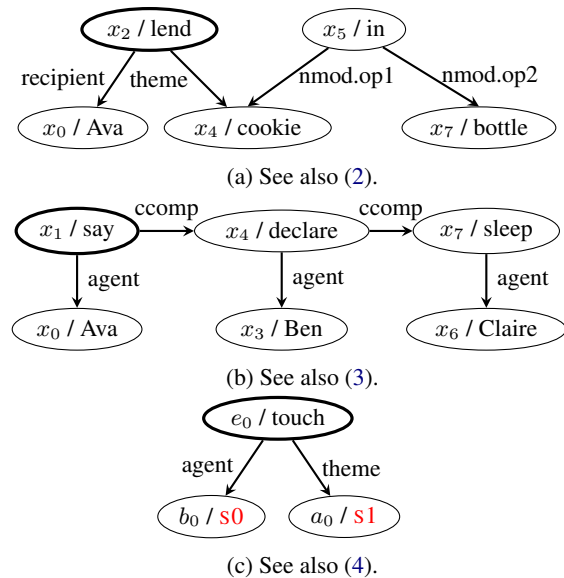 x₂ / lend x₅ / in
recipient theme nmod.op1 nmod.op2
x₀ / Ava x₄ / cookie x₇ / bottle
(a) See also (2).
ccomp ccomp
x₁ / say x₄ / declare x₇ / sleep
agent agent agent
x₀ / Ava x₃ / Ben x₆ / Claire
(b) See also (3).
e₀ / touch
agent theme
b₀ / s0 a₀ / s1
(c) See also (4).